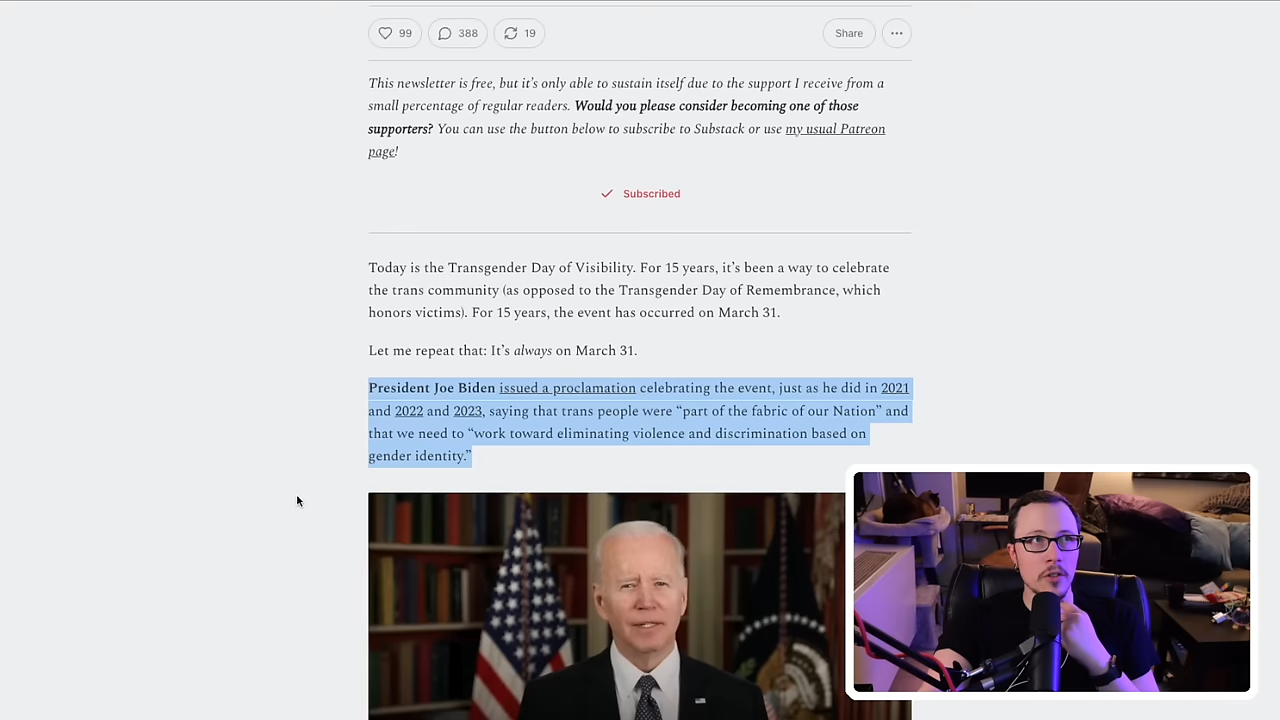 99 388 19 Share
This newsletter is free, but it’s only able to sustain itself due to the support I receive from a
small percentage of regular readers. Would you please consider becoming one of those
supporters? You can use the button below to subscribe to Substack or use my usual Patreon
page!
Subscribed
Today is the Transgender Day of Visibility. For 15 years, it’s been a way to celebrate
the trans community (as opposed to the Transgender Day of Remembrance, which
honors victims). For 15 years, the event has occurred on March 31.
Let me repeat that: It’s always on March 31.
President Joe Biden issued a proclamation celebrating the event, just as he did in 2021
and 2022 and 2023, saying that trans people were “part of the fabric of our Nation” and
that we need to “work toward eliminating violence and discrimination based on
gender identity.”